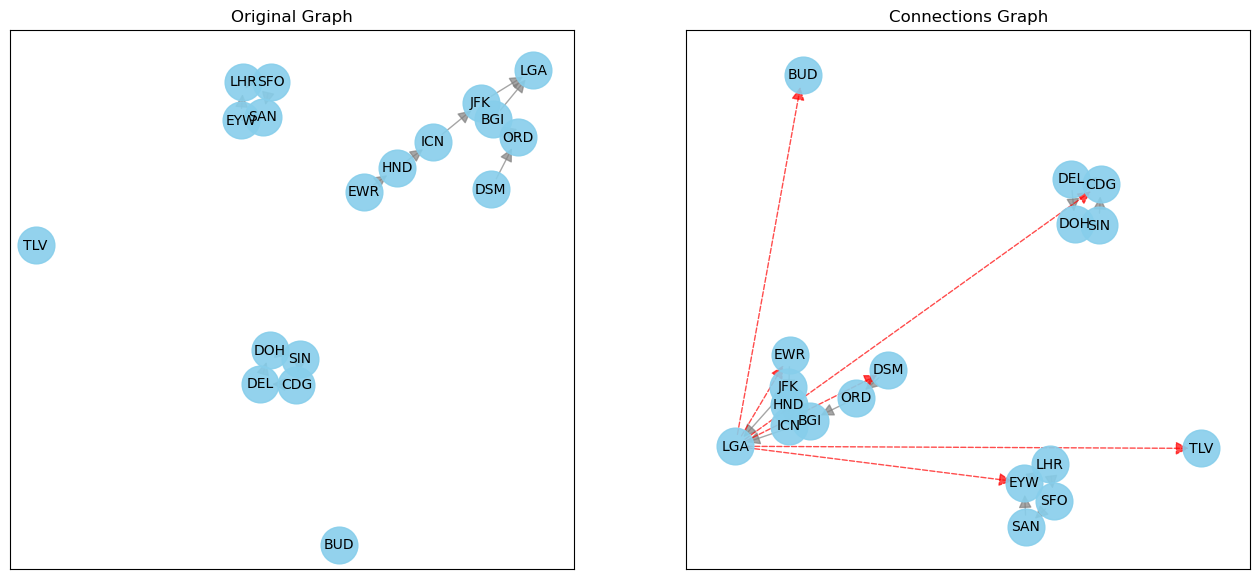 Original Graph
LHR
SFO
EYW
SAN
LGA
JFK
BGI
ORD
ICN
HND
EWR
DSM
TLV
DOH
SIN
DEL
CDG
BUD
Connections Graph
BUD
DEL
CDG
DOH
SIN
EWR
JFK
DSM
HND
ORD
ICN
BGI
LGA
TLV
LHR
EYW
SFO
SAN